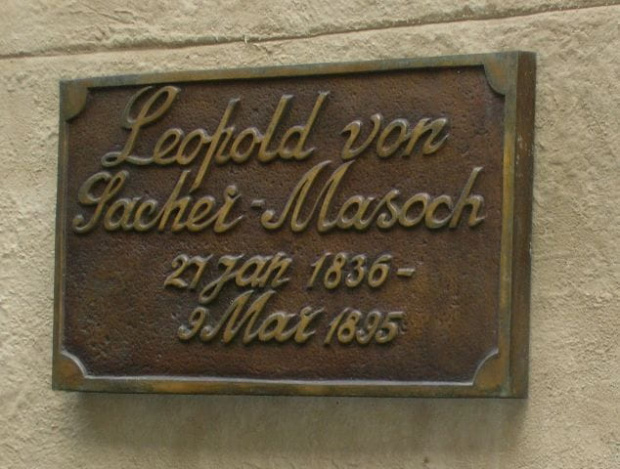 Leopold von
Sacher-Masoch
27 Jan 1836-
9 Mar 1895